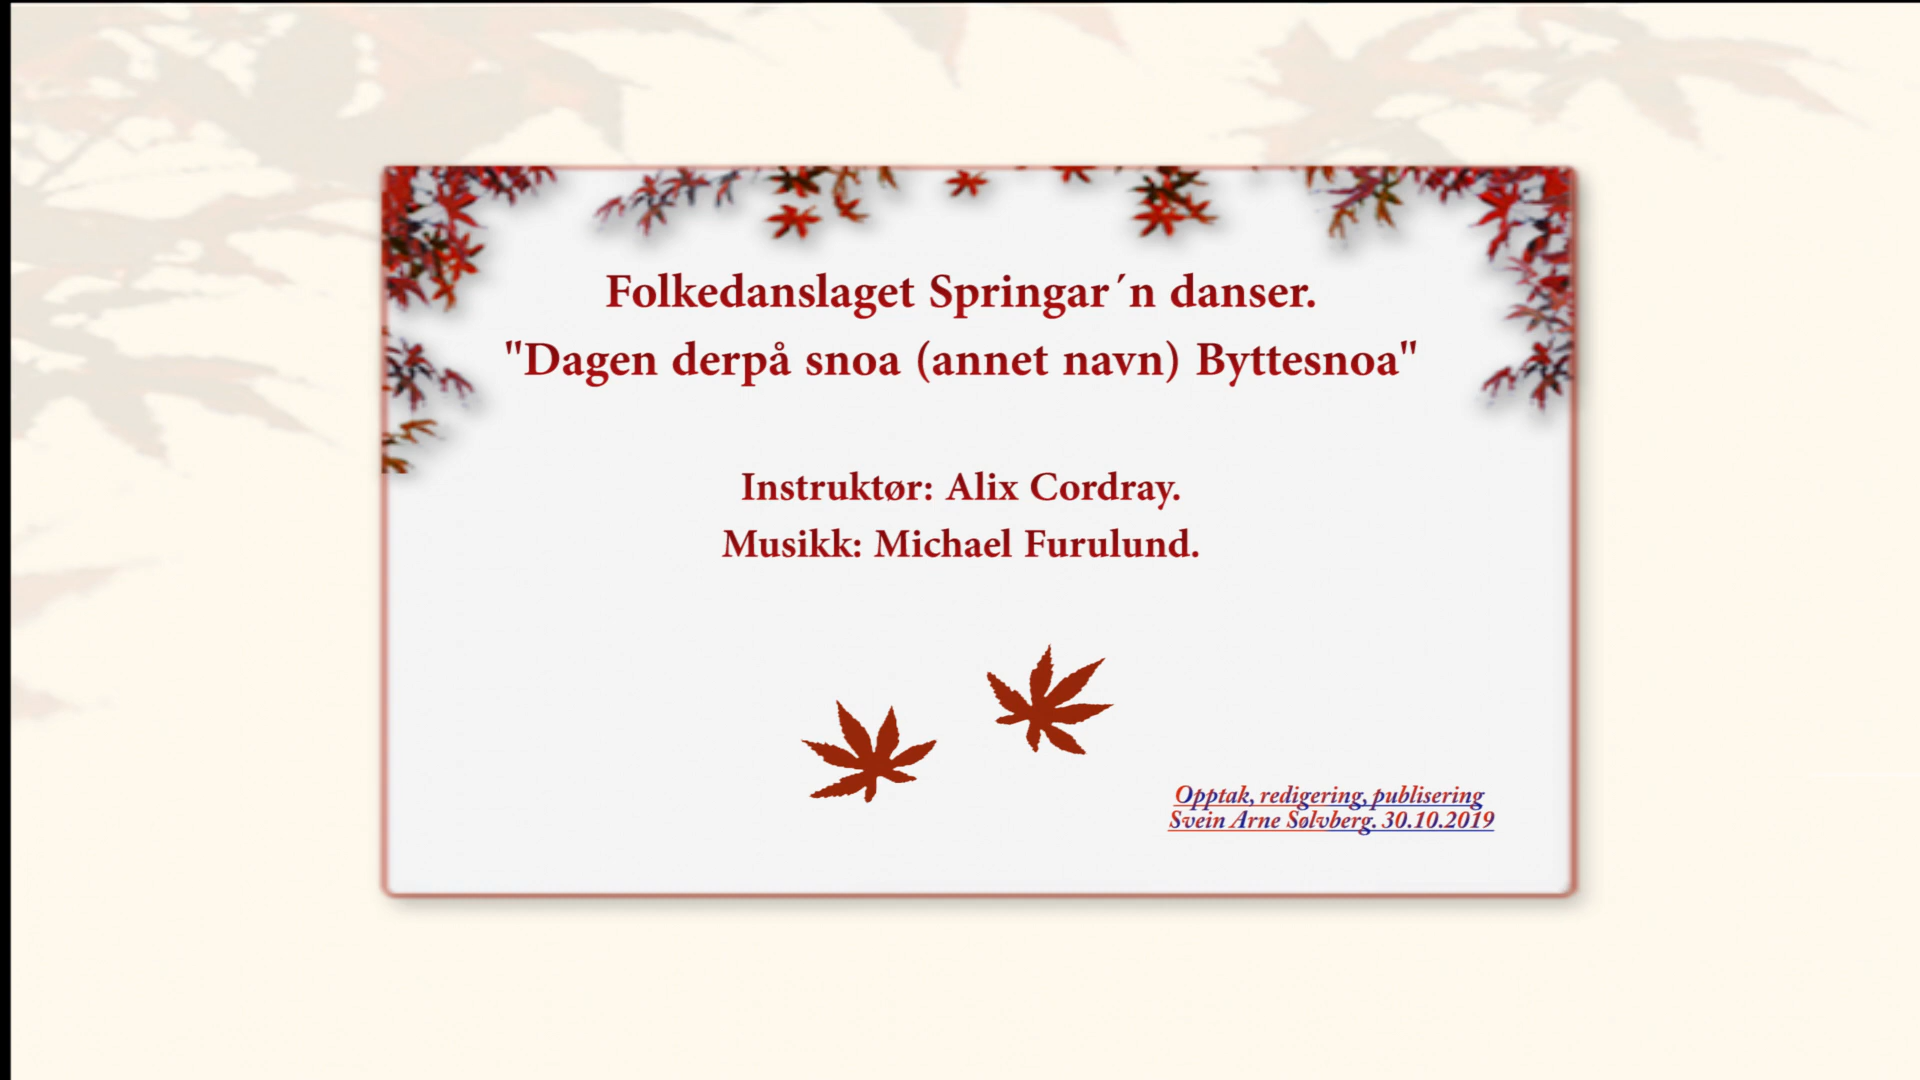 Folkedanslaget Springar´n danser.
"Dagen derpå snoa (annet navn) Byttesnoa"
Instruktør: Alix Cordray.
Musikk: Michael Furulund.
Opptak, redigering, publisering
Svein Arne Sølvberg. 30.10.2019